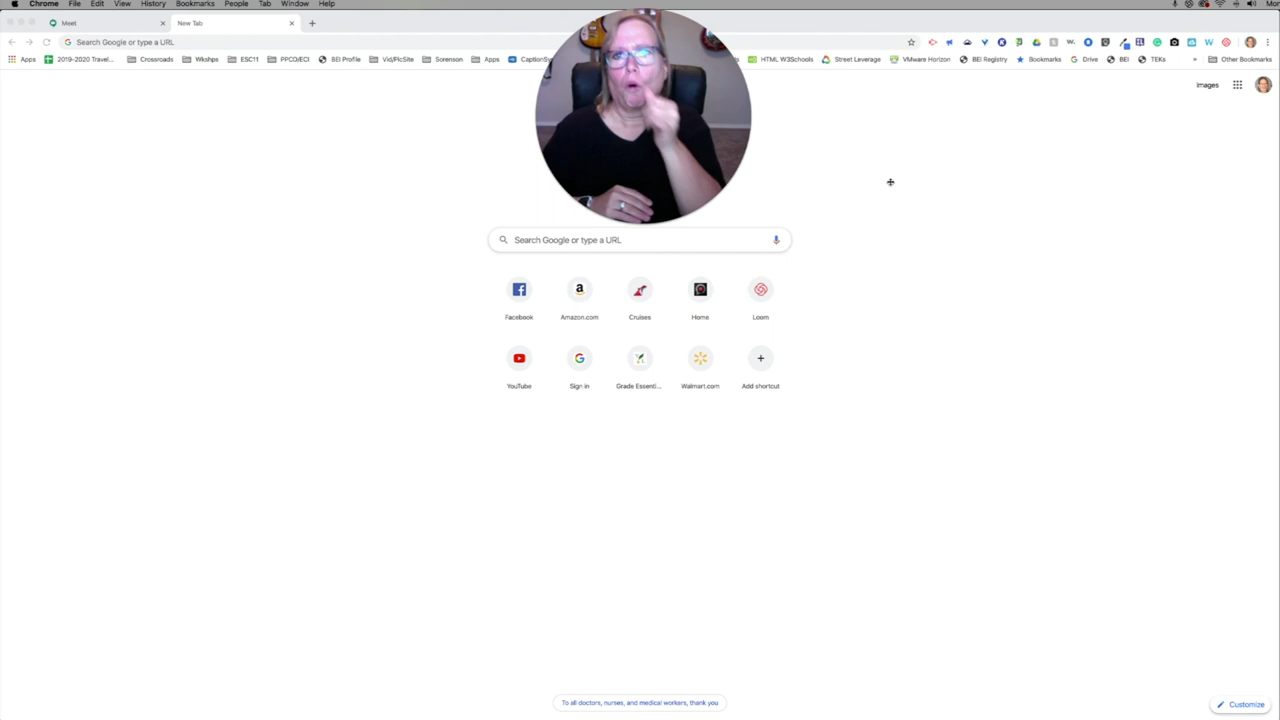 Chrome File Edit View History Bookmarks People Tab Window Help
Meet New Tab
Search Google or type a URL
Apps 2019-2020 Travel... Crossroads Wkshps ESC11 PPCD/ECI BEI Profile Vid/PicSite Sorenson Apps HTML W3Schools Street Leverage VMware Horizon BEI Registry Bookmarks Drive BEI TEKs » Other Bookmarks
Images
Search Google or type a URL
Facebook Amazon.com Cruises Home Loom
YouTube Sign in Grade Essenti... Walmart.com Add shortcut
To all doctors, nurses, and medical workers, thank you
Customize